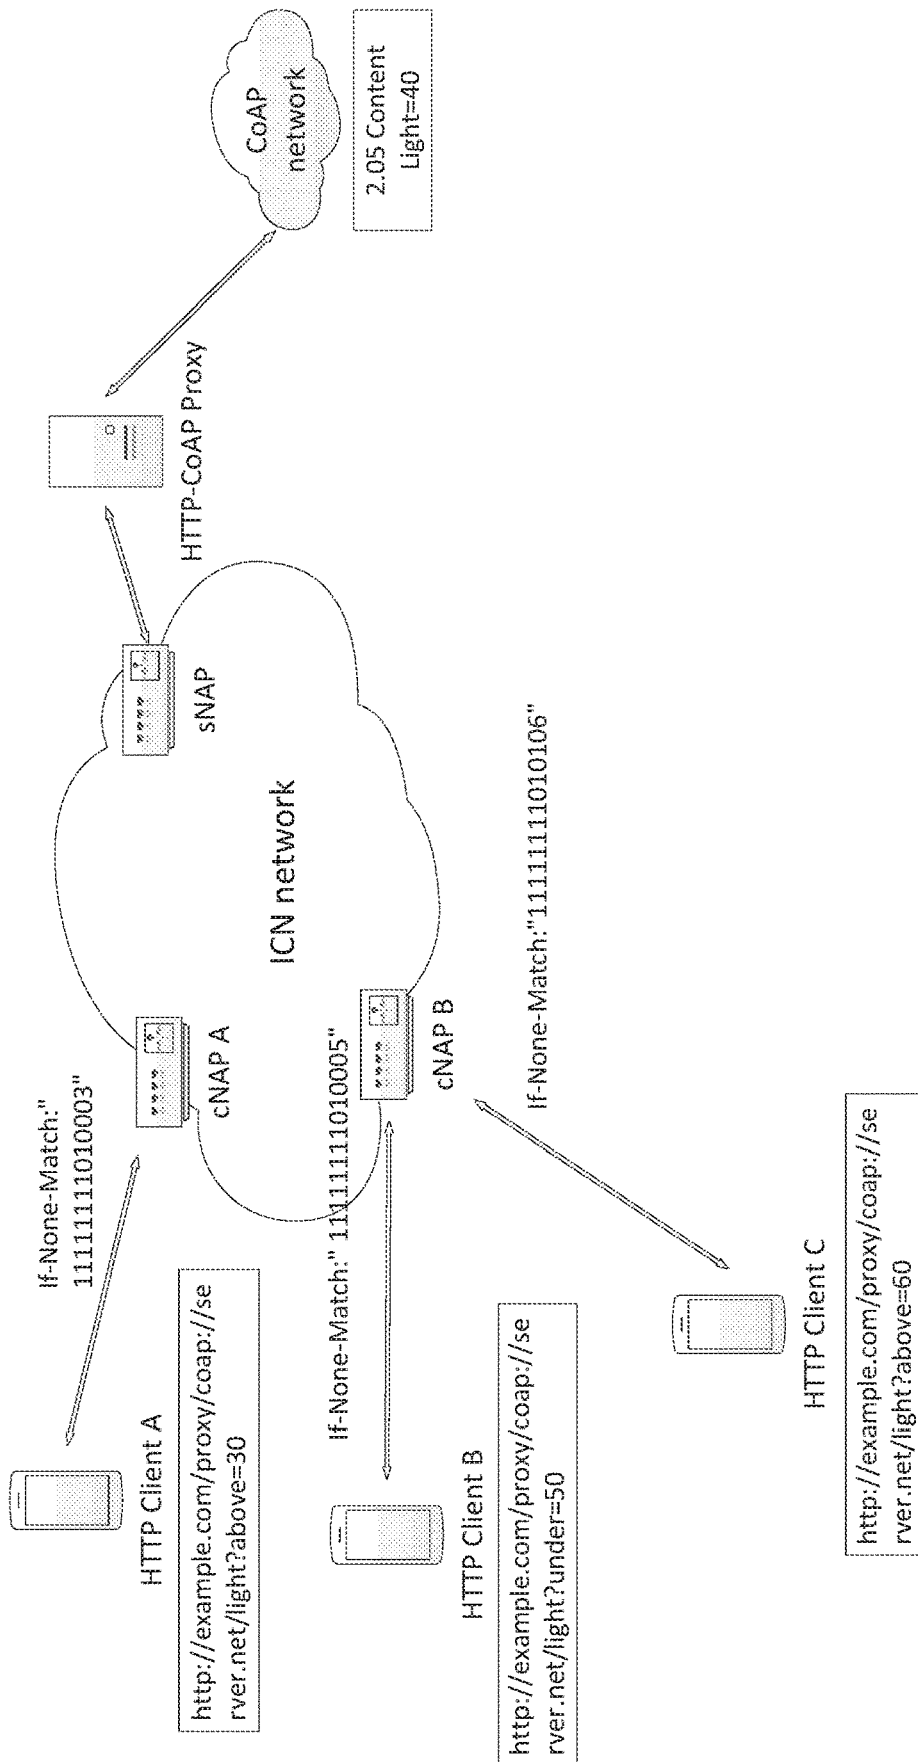 If-None-Match:"
1111111010003"
HTTP Client A
http://example.com/proxy/coap://se
rver.net/light?above=30
cNAP A
sNAP
HTTP-CoAP Proxy
CoAP
network
2.05 Content
Light=40
ICN network
If-None-Match:" 1111111010005"
HTTP Client B
http://example.com/proxy/coap://se
rver.net/light?under=50
cNAP B
If-None-Match:"1111111010106"
HTTP Client C
http://example.com/proxy/coap://se
rver.net/light?above=60